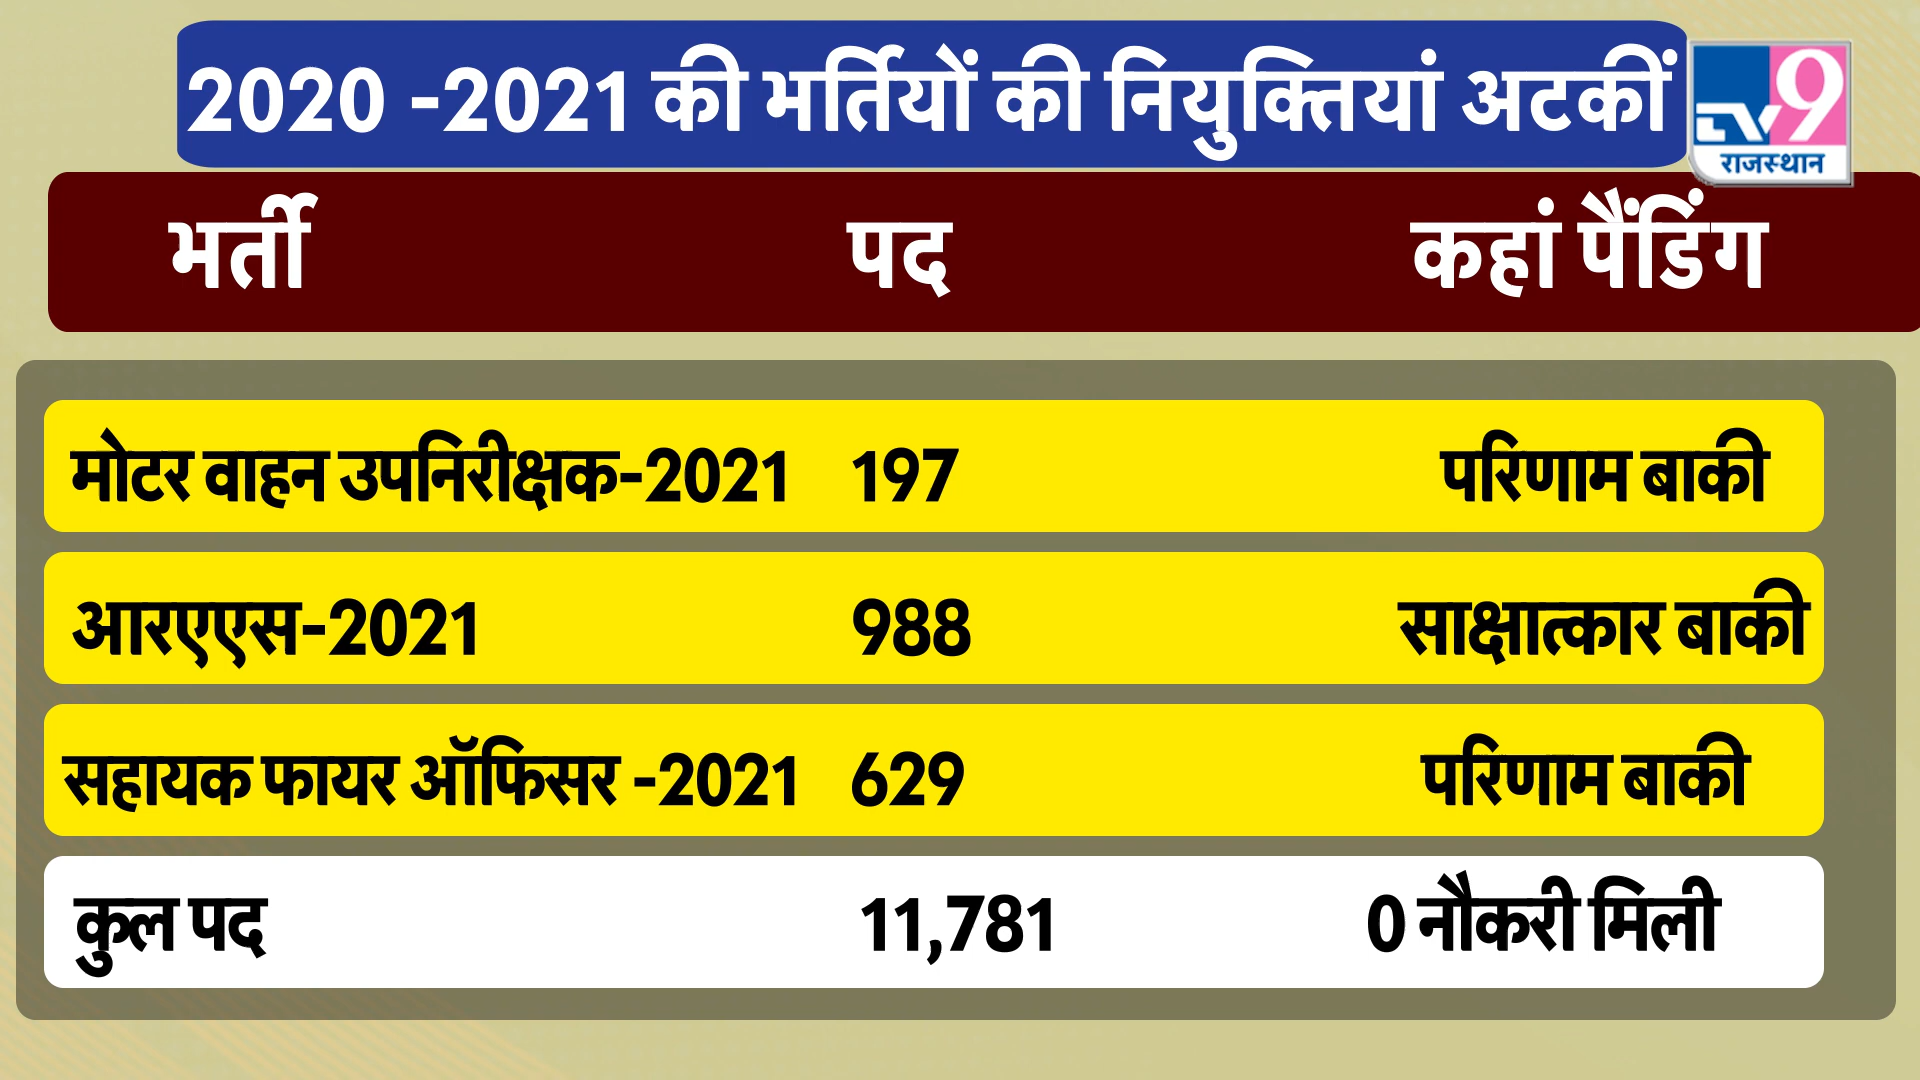 2020 -2021 की भर्तियों की नियुक्तियां अटकीं
TV9
राजस्थान
भर्ती पद कहां पैंडिंग
मोटर वाहन उपनिरीक्षक-2021 197 परिणाम बाकी
आरएएस-2021 988 साक्षात्कार बाकी
सहायक फायर ऑफिसर -2021 629 परिणाम बाकी
कुल पद 11,781 0 नौकरी मिली